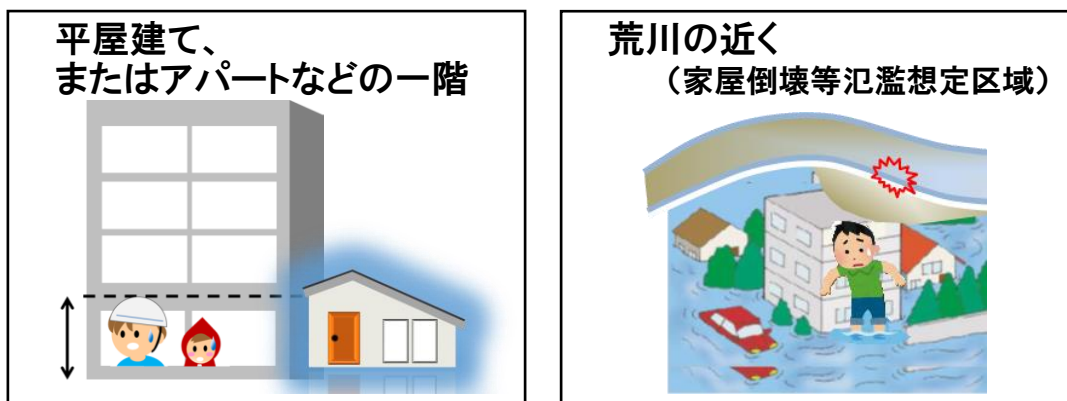 平屋建て、
またはアパートなどの一階
荒川の近く
（家屋倒壊等氾濫想定区域）